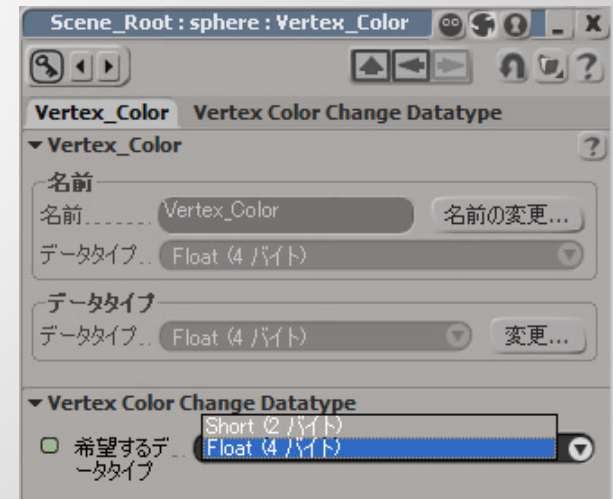 Scene_Root : sphere : Vertex_Color
Vertex_Color Vertex Color Change Datatype
Vertex_Color
?
名前
名前....... Vertex_Color 名前の変更...
データタイプ.. Float (4 バイト)
データタイプ
データタイプ.. Float (4 バイト) 変更...
Vertex Color Change Datatype
Short (2 バイト)
希望するデ.. Float (4 バイト)
ータタイプ